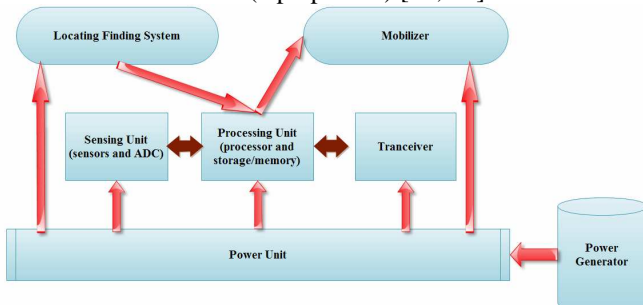 Locating Finding System
Mobilizer
Sensing Unit
(sensors and ADC)
Processing Unit
(processor and
storage/memory)
Tranceiver
Power Unit
Power
Generator